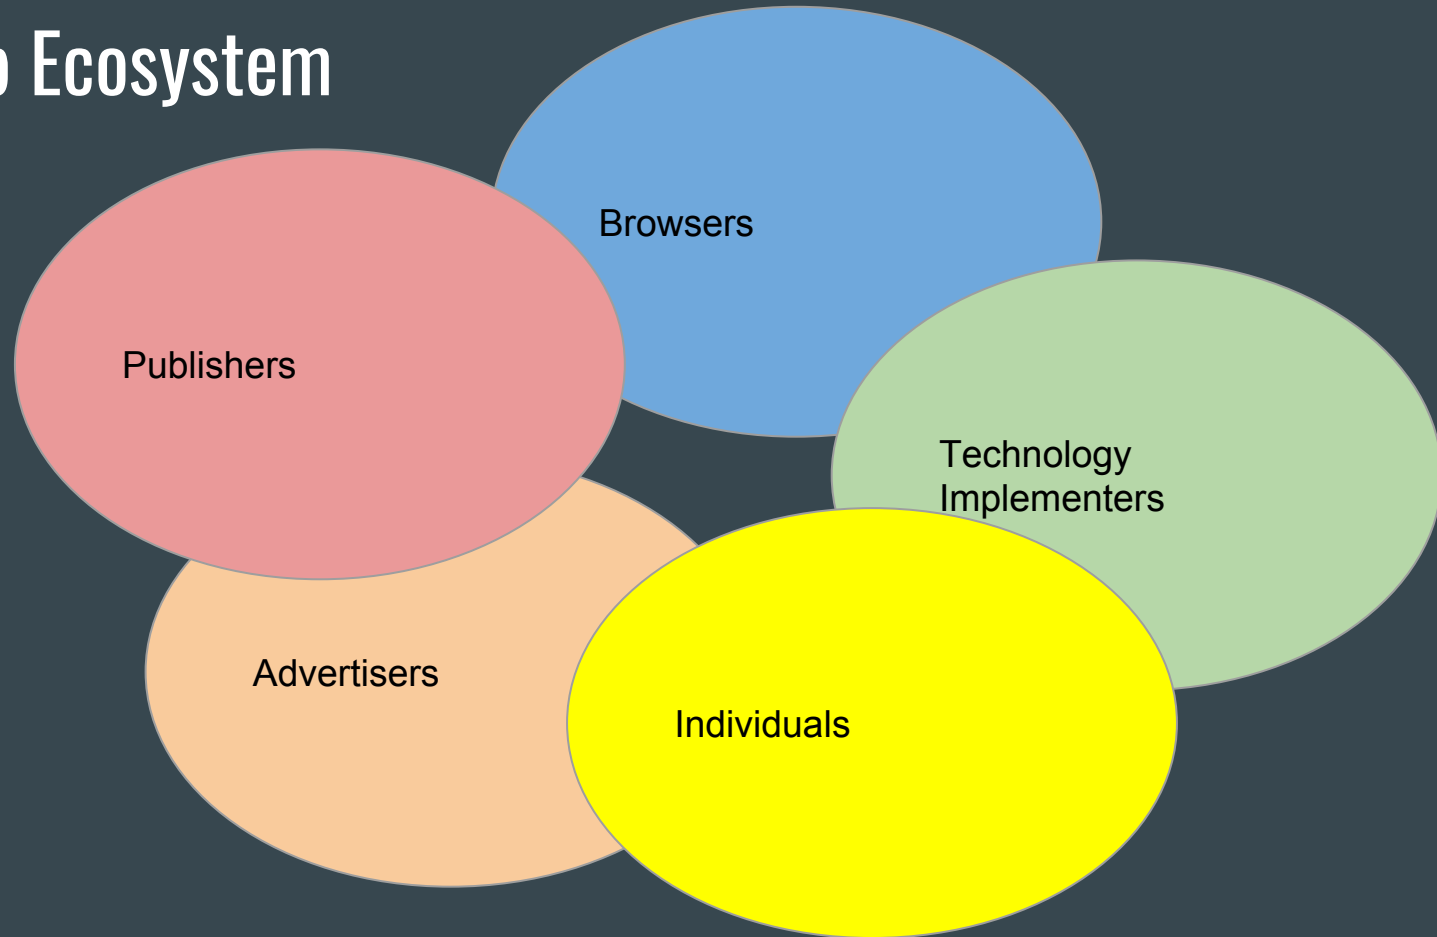 Ecosystem
Browsers
Publishers
Technology
Implementers
Advertisers
Individuals